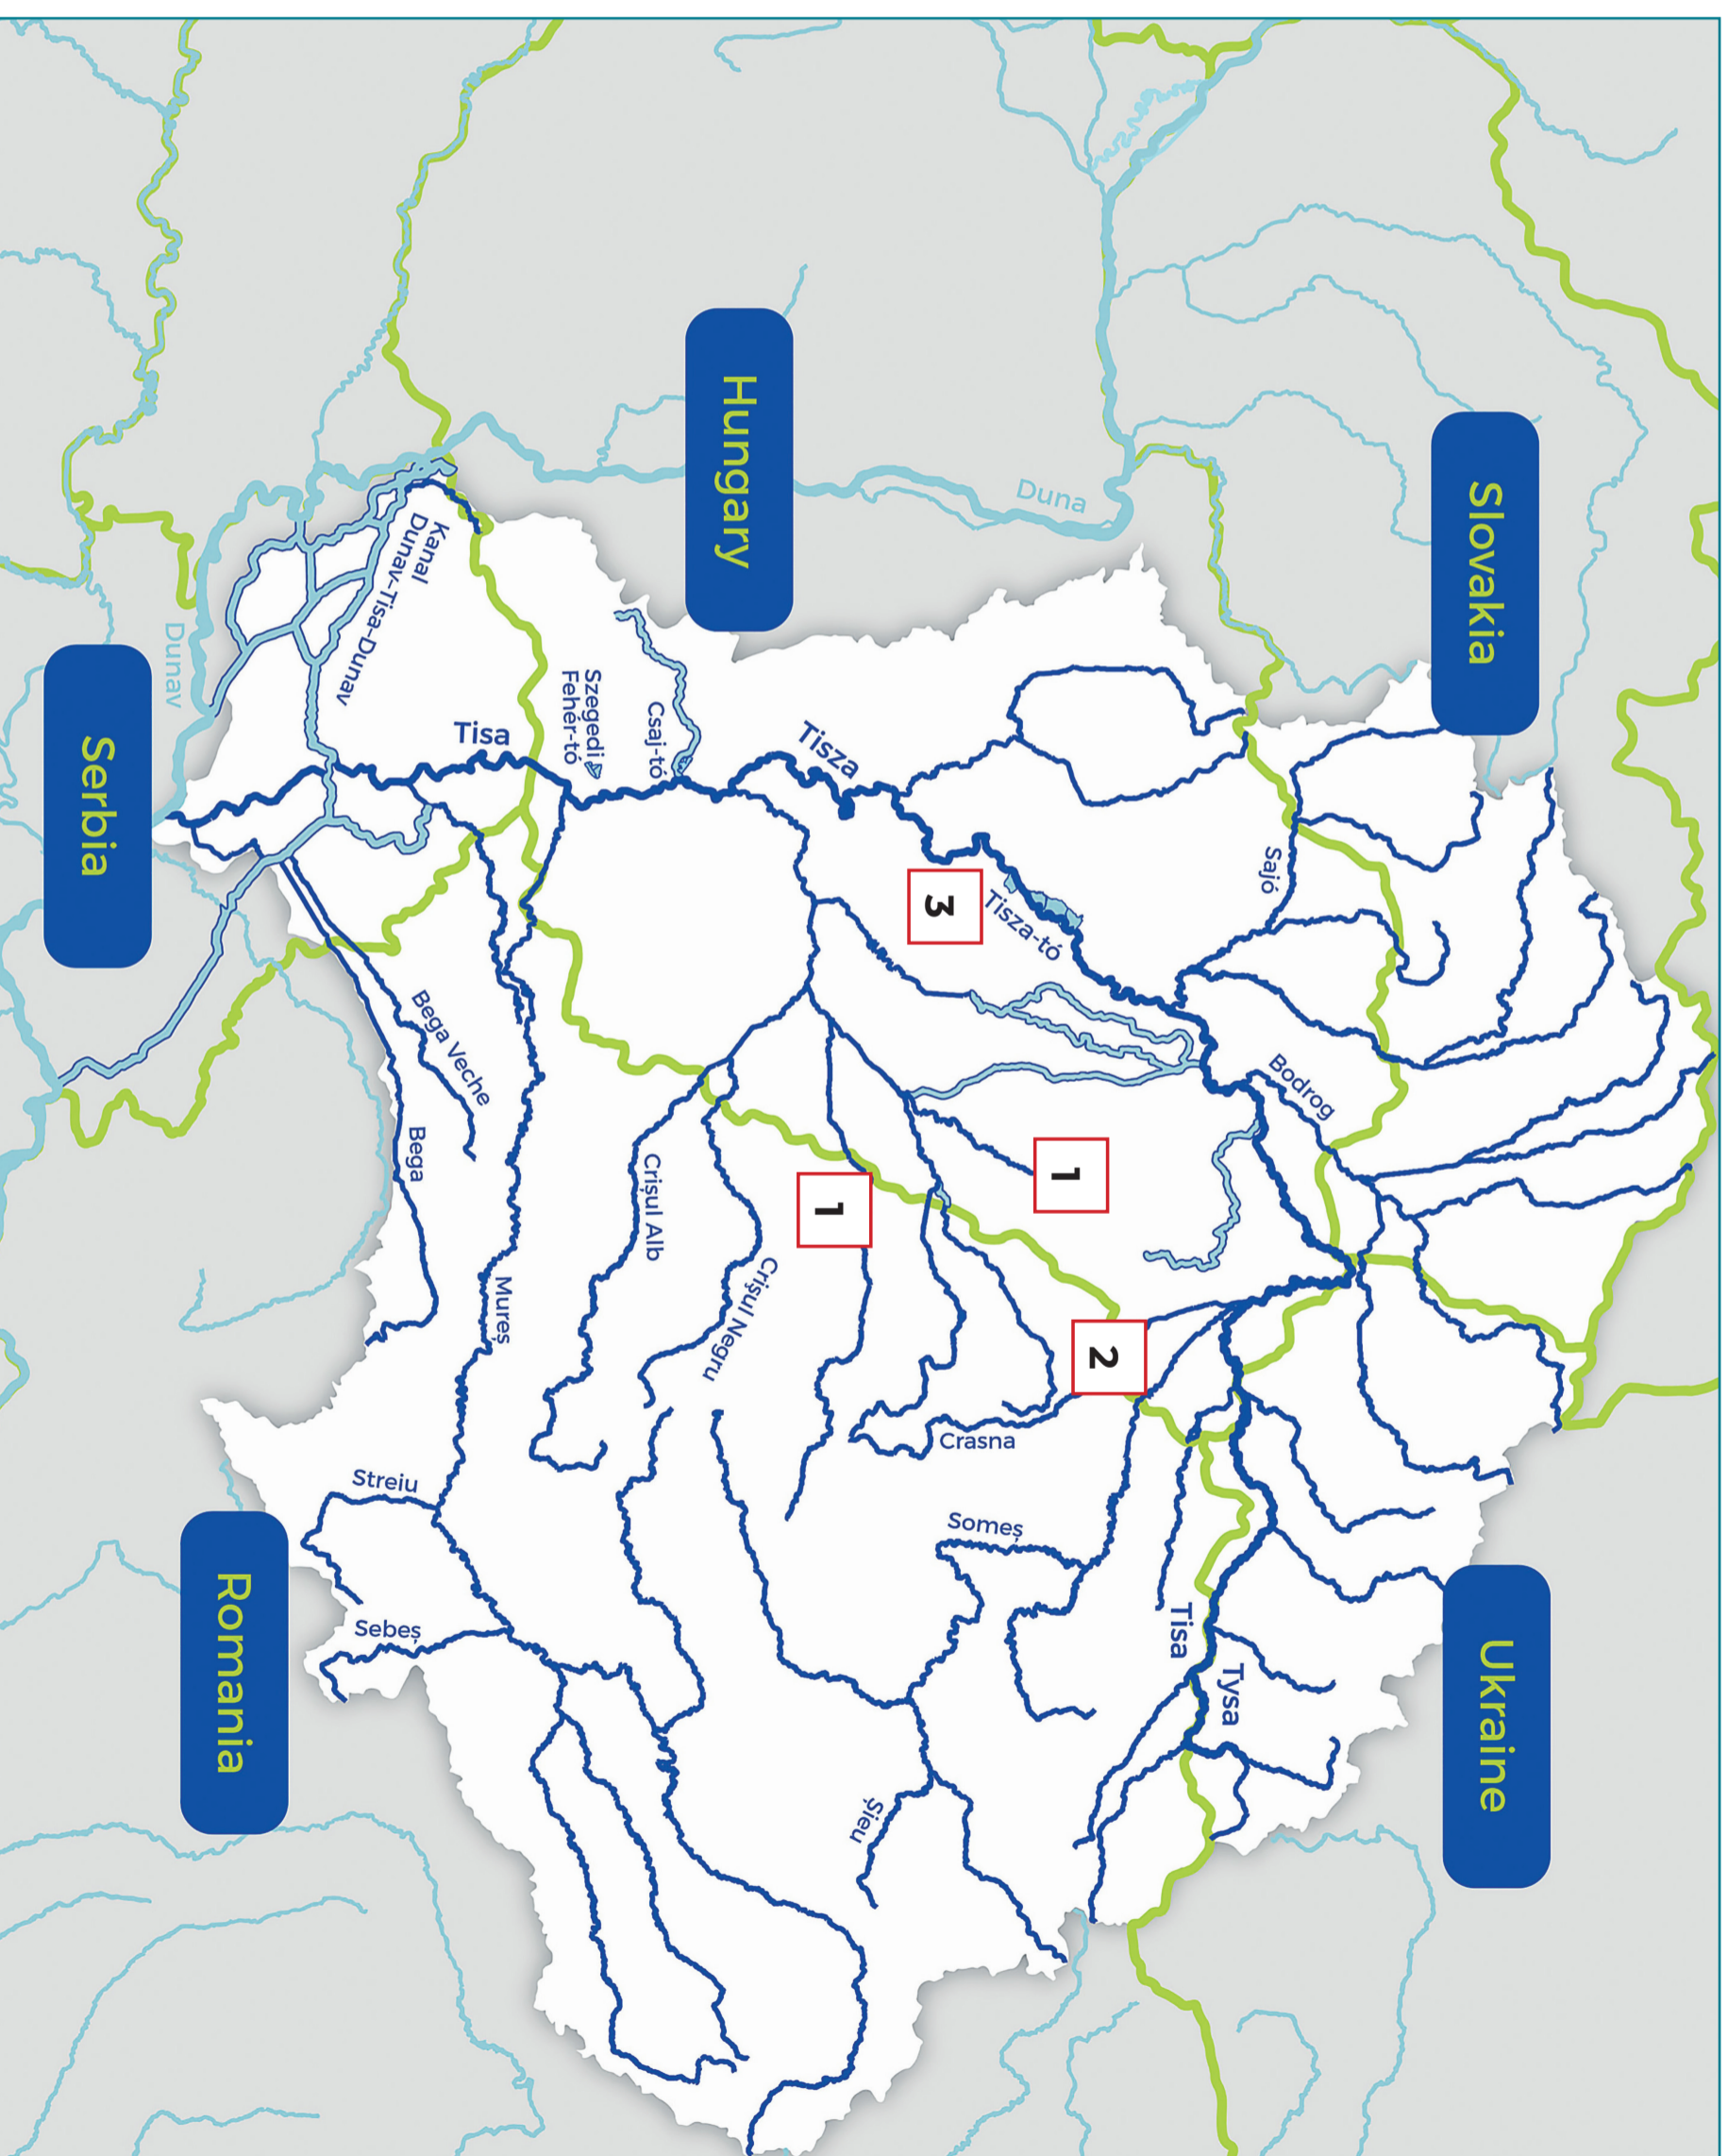 Slovakia
Ukraine
Hungary
Romania
Serbia
Duna
Dunav
Sajó
Bodrog
Tisza-tó
3
1
1
2
Tisza
Tisa
Tysa
Tisa
Csaj-tó
Szegedi
Fehér-tó
Kanal
Dunav-Tisa-Dunav
Crasna
Someș
Șieu
Crișul Negru
Crișul Alb
Mureș
Bega Veche
Bega
Streiu
Sebeș